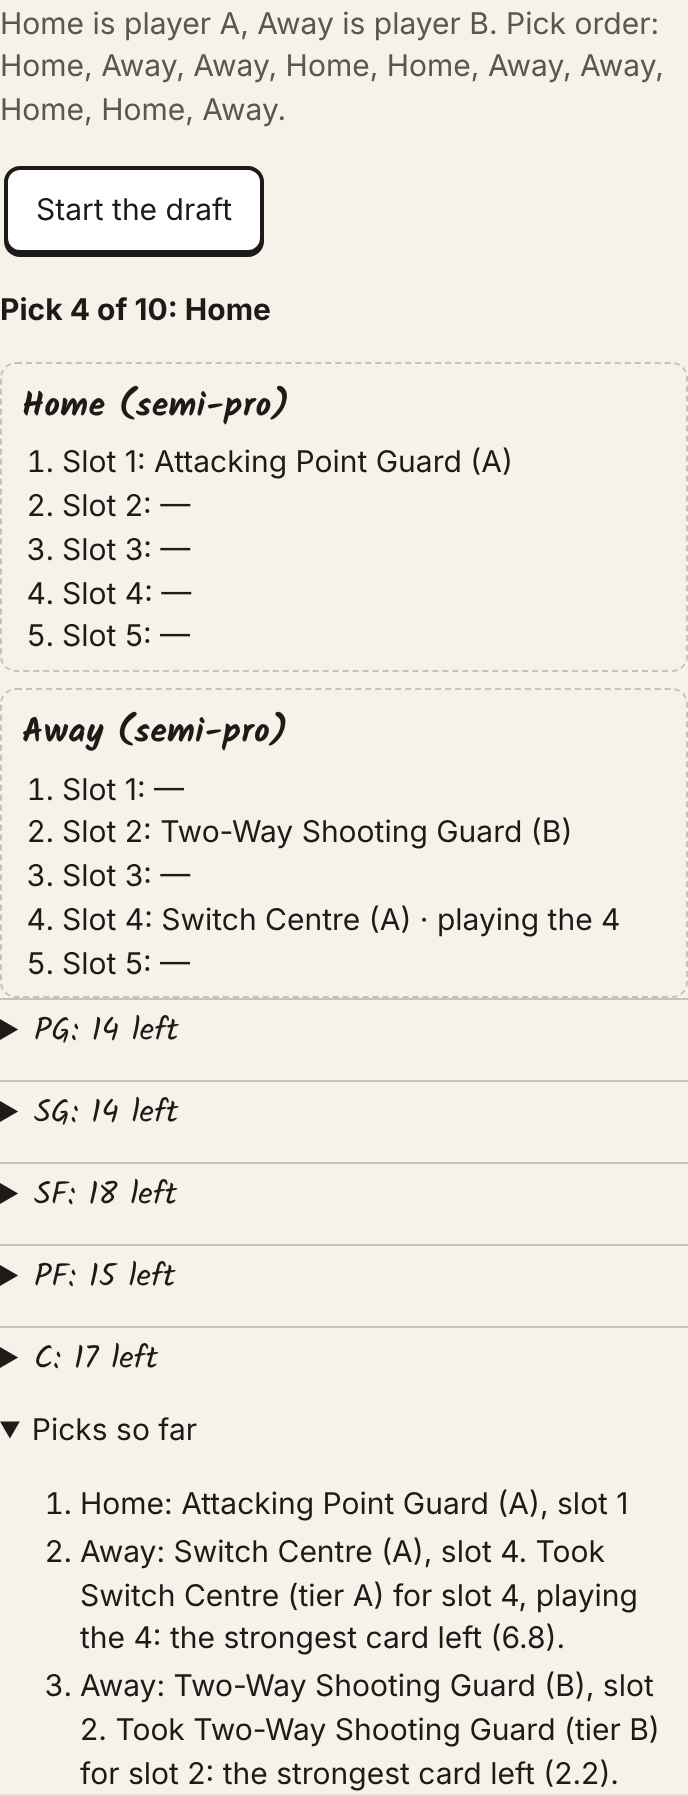 Home is player A, Away is player B. Pick order:
Home, Away, Away, Home, Home, Away, Away,
Home, Home, Away.
Start the draft
Pick 4 of 10: Home
Home (semi-pro)
1. Slot 1: Attacking Point Guard (A)
2. Slot 2: —
3. Slot 3: —
4. Slot 4: —
5. Slot 5: —
Away (semi-pro)
1. Slot 1: —
2. Slot 2: Two-Way Shooting Guard (B)
3. Slot 3: —
4. Slot 4: Switch Centre (A) · playing the 4
5. Slot 5: —
PG: 14 left
SG: 14 left
SF: 18 left
PF: 15 left
C: 17 left
Picks so far
1. Home: Attacking Point Guard (A), slot 1
2. Away: Switch Centre (A), slot 4. Took
Switch Centre (tier A) for slot 4, playing
the 4: the strongest card left (6.8).
3. Away: Two-Way Shooting Guard (B), slot
2. Took Two-Way Shooting Guard (tier B)
for slot 2: the strongest card left (2.2).